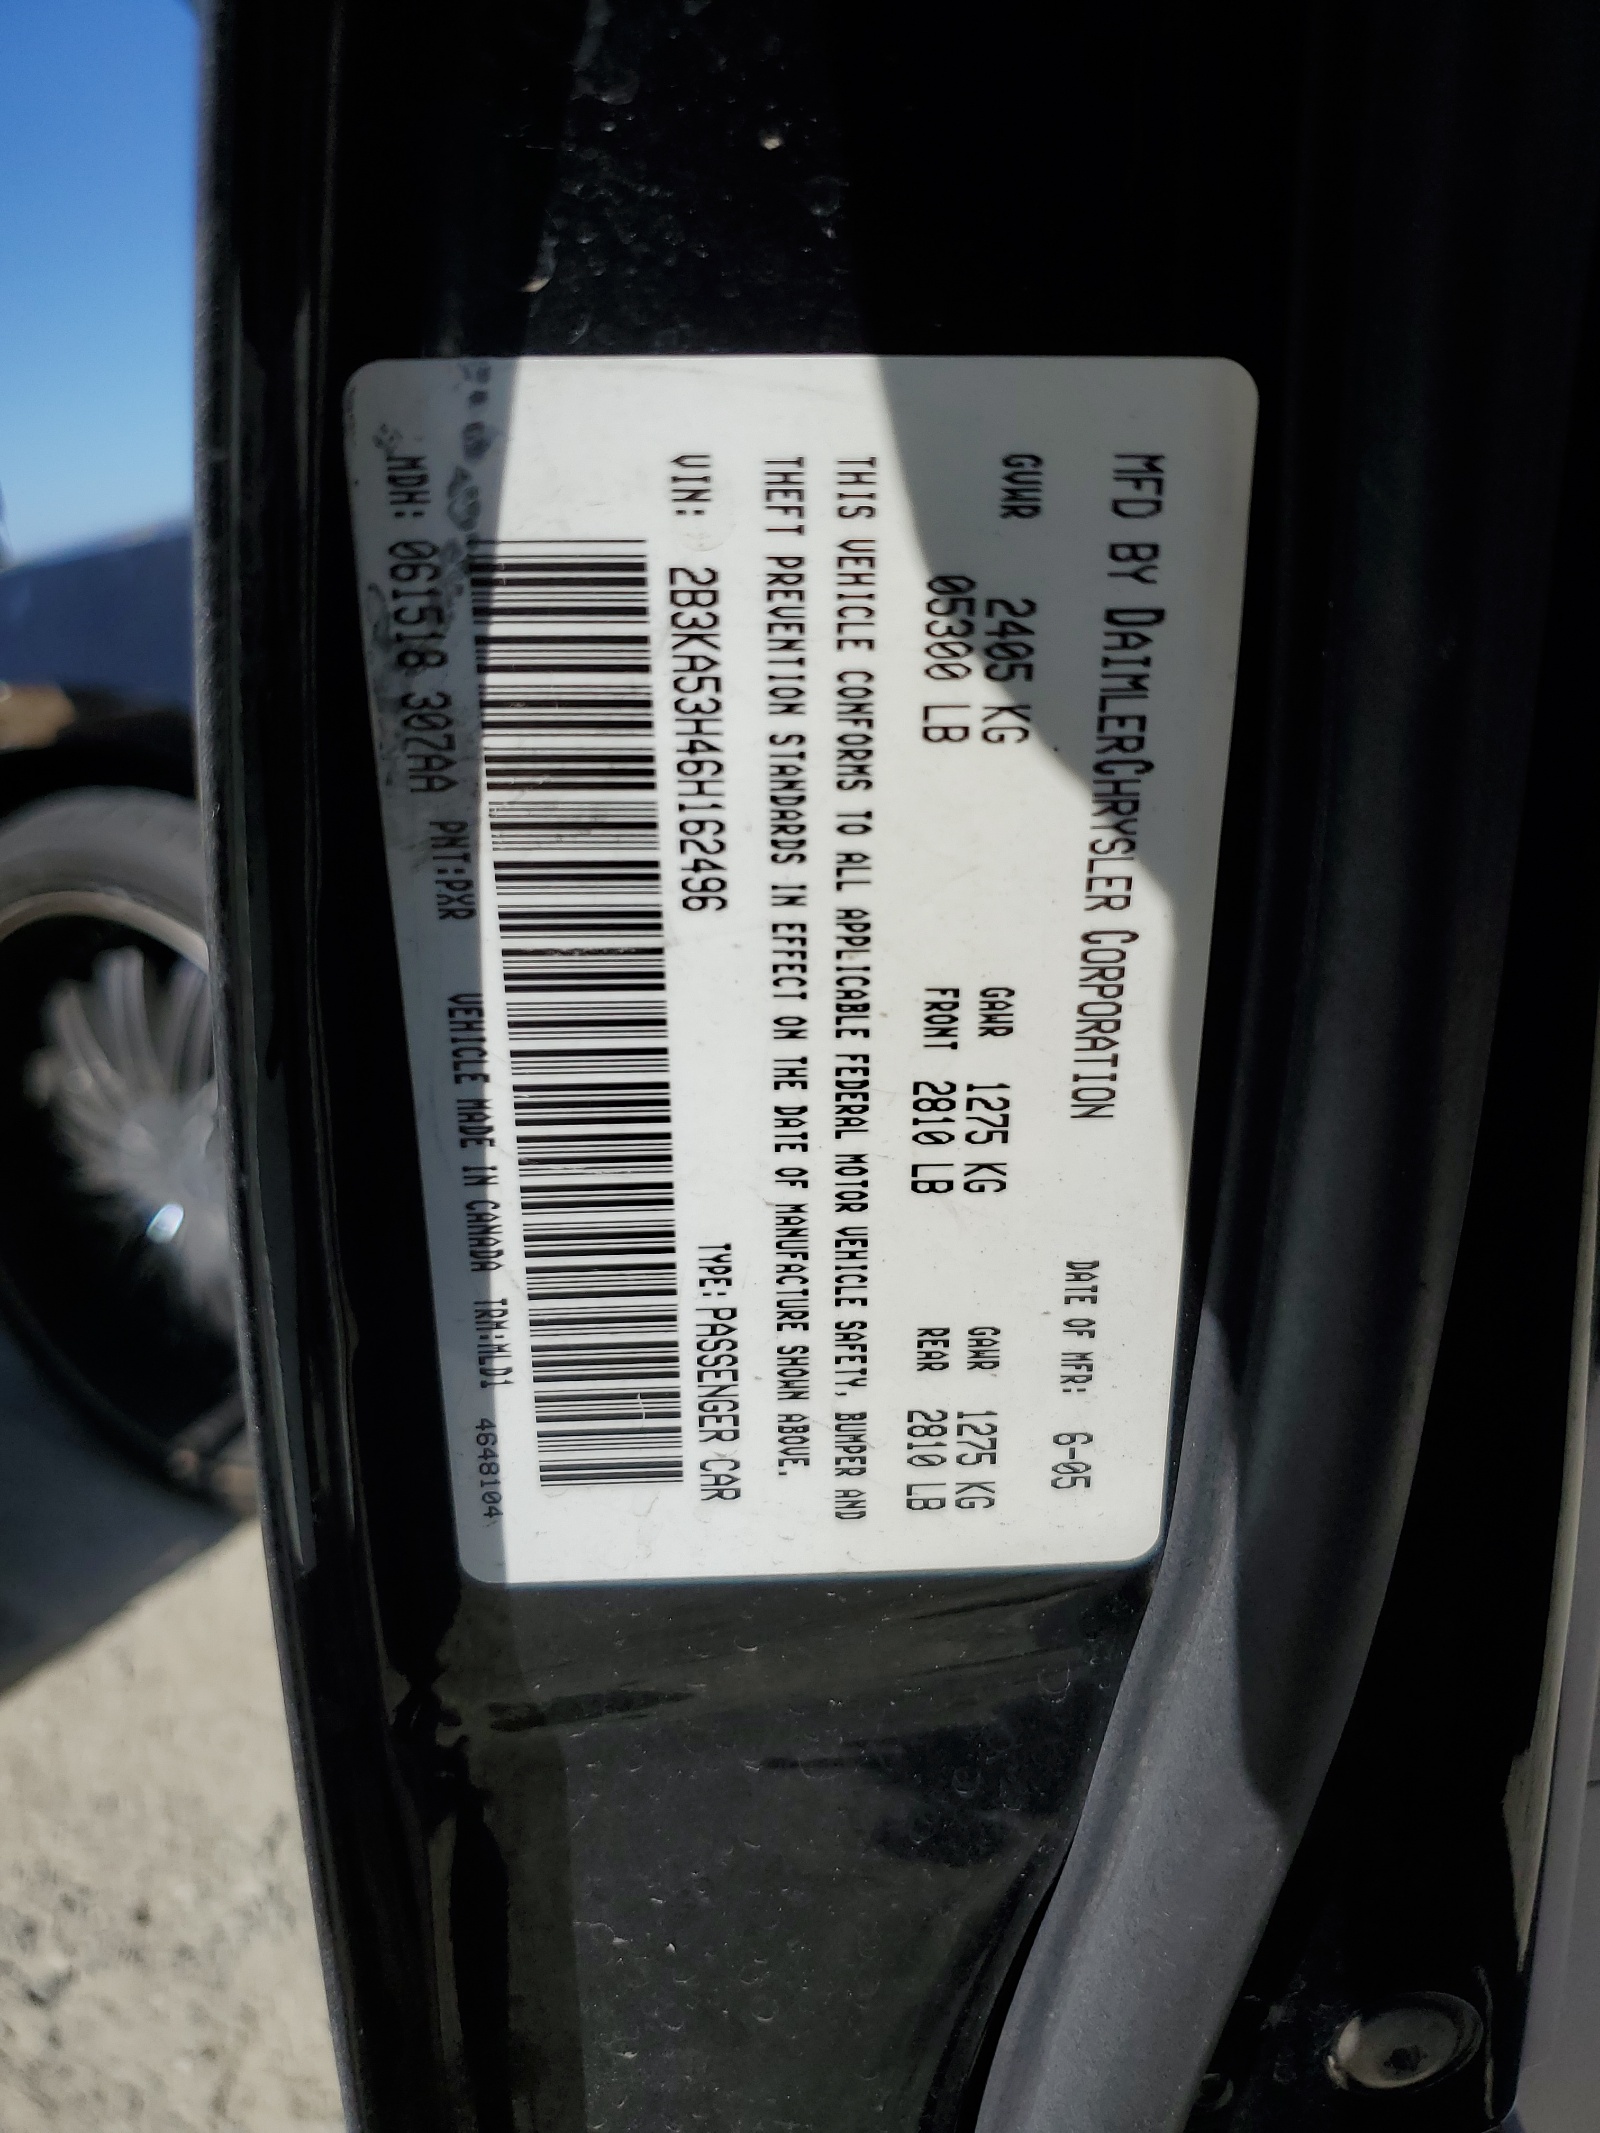 MFD BY DAIMLERCHRYSLER CORPORATION DATE OF MFR: 6-05
GVWR 2405 KG GAWR 1275 KG GAWR 1275 KG
05300 LB FRONT 2810 LB REAR 2810 LB
THIS VEHICLE CONFORMS TO ALL APPLICABLE FEDERAL MOTOR VEHICLE SAFETY, BUMPER AND
THEFT PREVENTION STANDARDS IN EFFECT ON THE DATE OF MANUFACTURE SHOWN ABOVE.
VIN: 2B3KA53H46H162496 TYPE: PASSENGER CAR
MDH: 061518 307AA PNT:PXR VEHICLE MADE IN CANADA TRM:MLD1 4648104